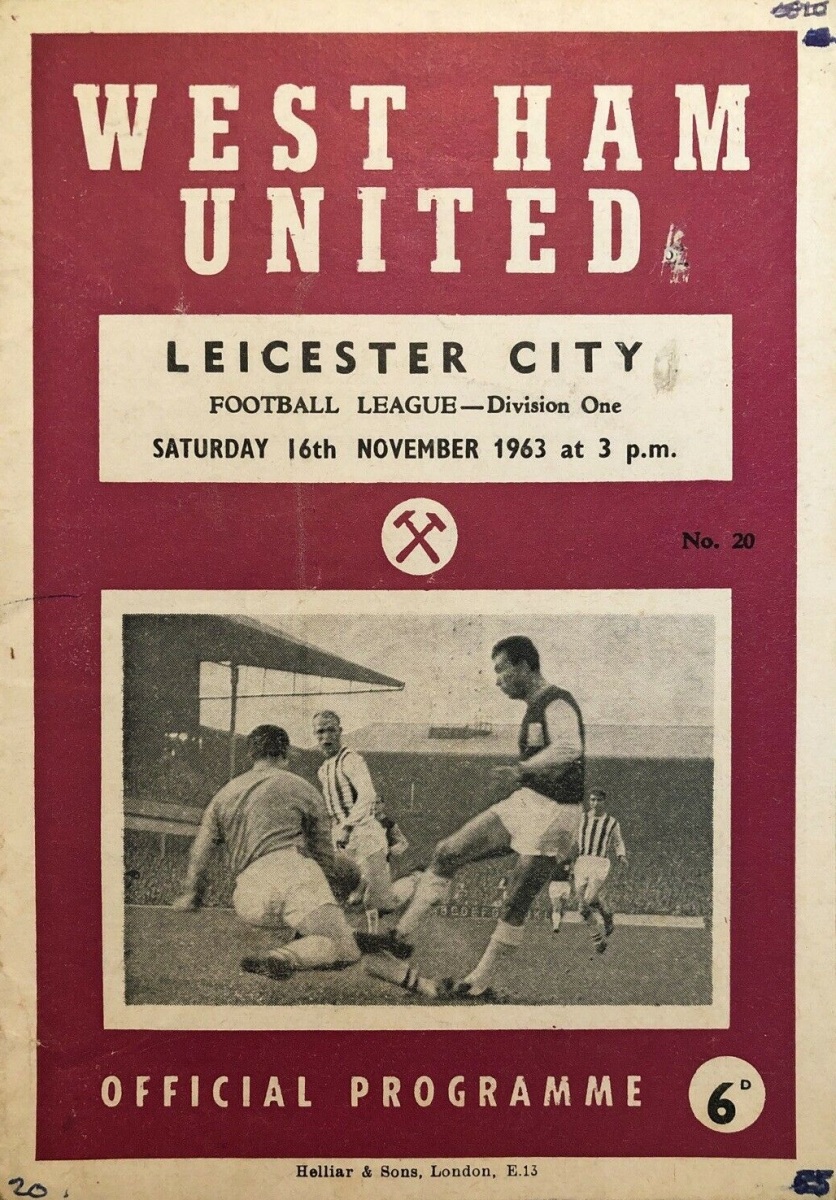 WEST HAM
UNITED
LEICESTER CITY
FOOTBALL LEAGUE—Division One
SATURDAY 16th NOVEMBER 1963 at 3 p.m.
No. 20
OFFICIAL PROGRAMME
6D
Helliar & Sons, London, E.13
20